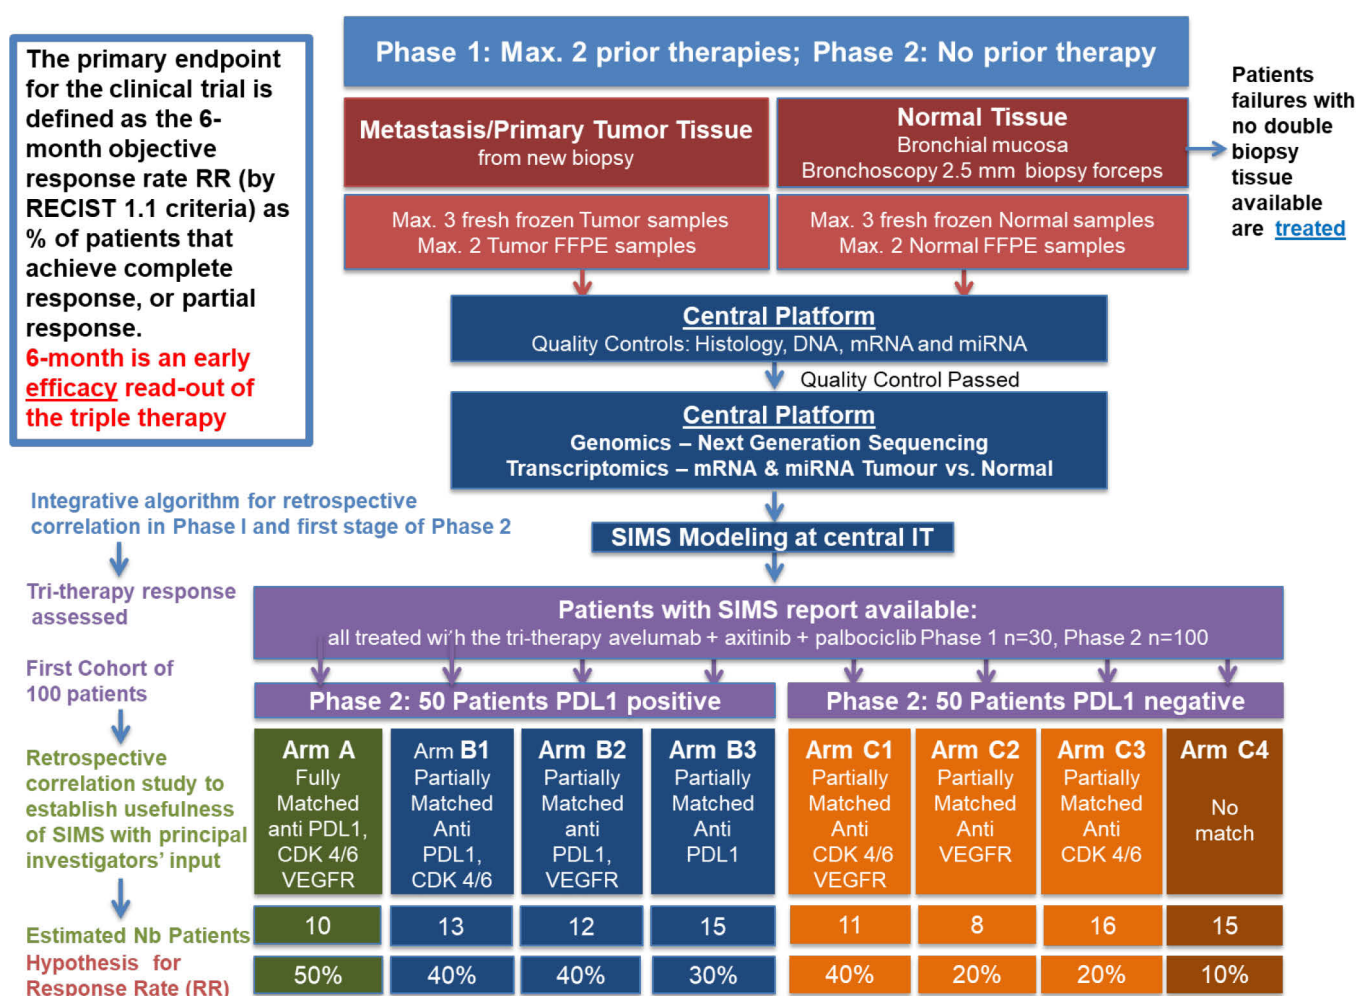 Phase 1: Max. 2 prior therapies; Phase 2: No prior therapy
The primary endpoint
for the clinical trial is
defined as the 6-
month objective
response rate RR (by
RECIST 1.1 criteria) as
% of patients that
achieve complete
response, or partial
response.
6-month is an early
efficacy read-out of
the triple therapy
Metastasis/Primary Tumor Tissue
from new biopsy
Normal Tissue
Bronchial mucosa
Bronchoscopy 2.5 mm biopsy forceps
Patients
failures with
no double
biopsy
tissue
available
are treated
Max. 3 fresh frozen Tumor samples
Max. 2 Tumor FFPE samples
Max. 3 fresh frozen Normal samples
Max. 2 Normal FFPE samples
Central Platform
Quality Controls: Histology, DNA, mRNA and miRNA
Quality Control Passed
Central Platform
Genomics – Next Generation Sequencing
Transcriptomics – mRNA & miRNA Tumour vs. Normal
SIMS Modeling at central IT
Integrative algorithm for retrospective
correlation in Phase I and first stage of Phase 2
Tri-therapy response
assessed
First Cohort of
100 patients
Retrospective
correlation study to
establish usefulness
of SIMS with principal
investigators' input
Patients with SIMS report available:
all treated with the tri-therapy avelumab + axitinib + palbociclib Phase 1 n=30, Phase 2 n=100
Phase 2: 50 Patients PDL1 positive
Phase 2: 50 Patients PDL1 negative
Arm A
Fully
Matched
anti PDL1,
CDK 4/6
VEGFR
Arm B1
Partially
Matched
Anti
PDL1,
CDK 4/6
Arm B2
Partially
Matched
anti
PDL1,
VEGFR
Arm B3
Partially
Matched
Anti
PDL1
Arm C1
Partially
Matched
Anti
CDK 4/6
VEGFR
Arm C2
Partially
Matched
Anti
VEGFR
Arm C3
Partially
Matched Anti
CDK 4/6
Arm C4
No
match
Estimated Nb Patients
10
13
12
15
11
8
16
15
Hypothesis for
Response Rate (RR)
50%
40%
40%
30%
40%
20%
20%
10%